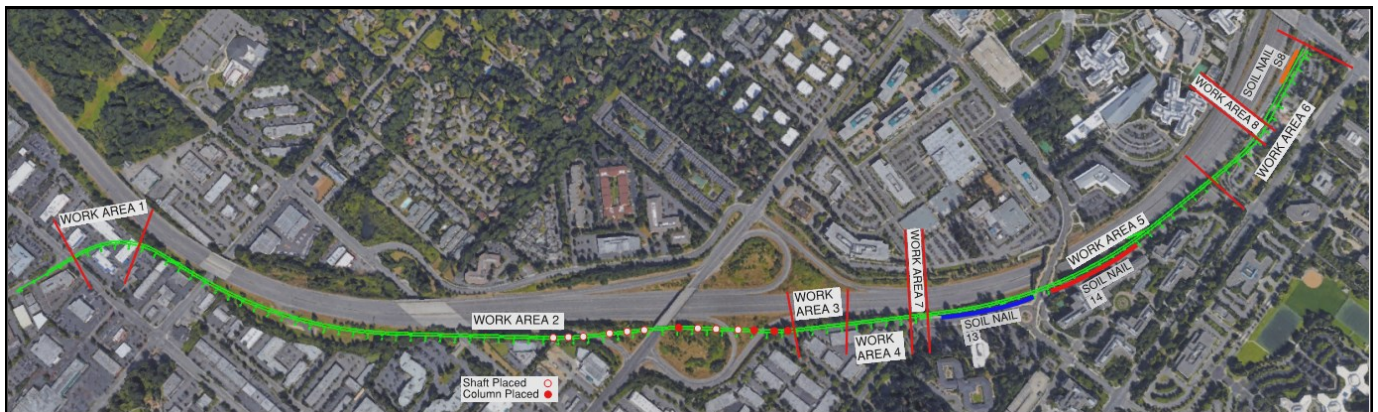 WORK AREA 1
WORK AREA 2
WORK
AREA 3
WORK
AREA 4
WORK AREA 7
SOIL NAIL
13
WORK AREA 5
SOIL NAIL
14
WORK AREA 6
WORK AREA 8
SOIL NAIL
S8
Shaft Placed
Column Placed